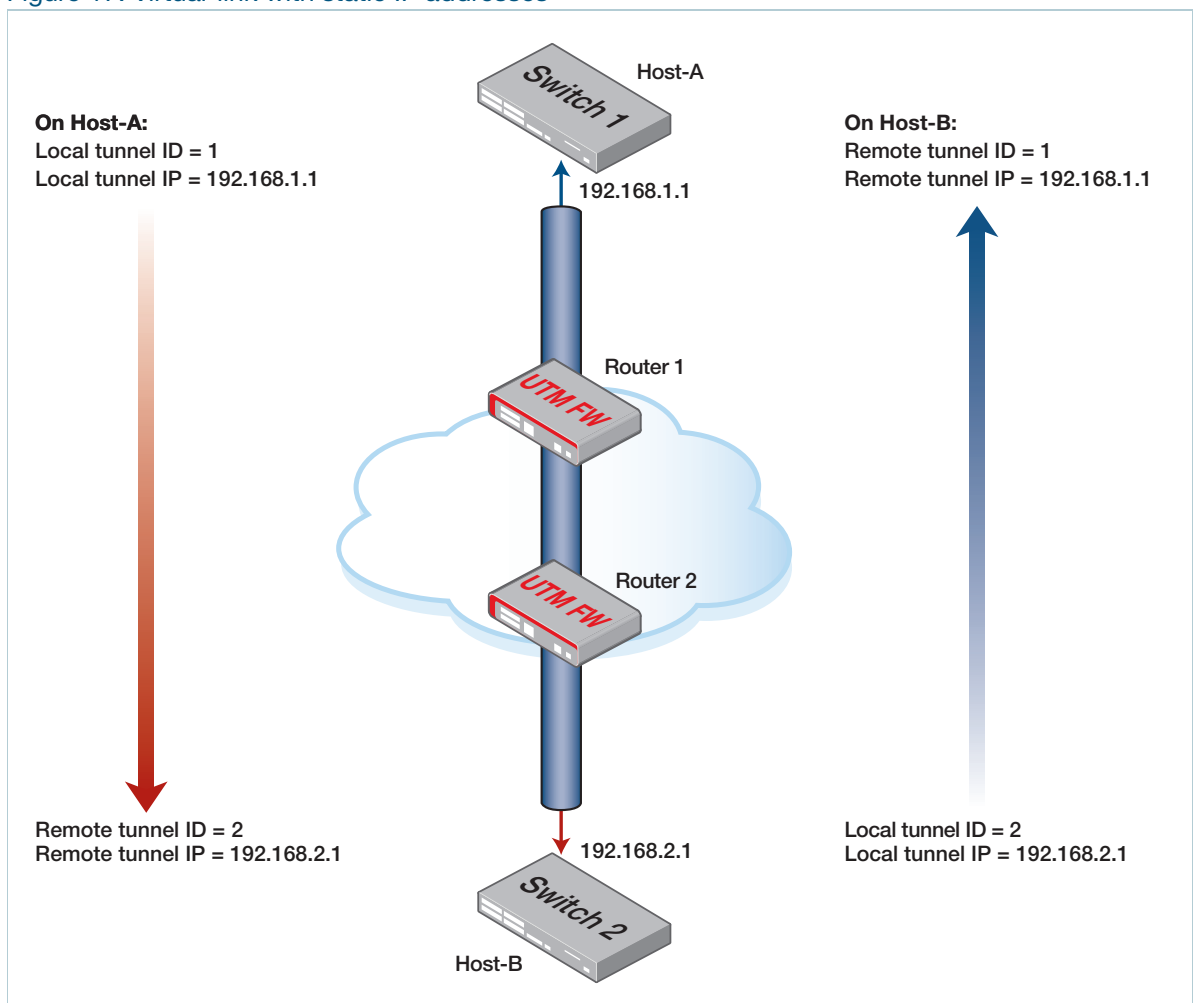 Host-A
Switch 1
On Host-A:
Local tunnel ID = 1
Local tunnel IP = 192.168.1.1
On Host-B:
Remote tunnel ID = 1
Remote tunnel IP = 192.168.1.1
192.168.1.1
Router 1
UTM FW
Router 2
UTM FW
Remote tunnel ID = 2
Remote tunnel IP = 192.168.2.1
192.168.2.1
Local tunnel ID = 2
Local tunnel IP = 192.168.2.1
Switch 2
Host-B